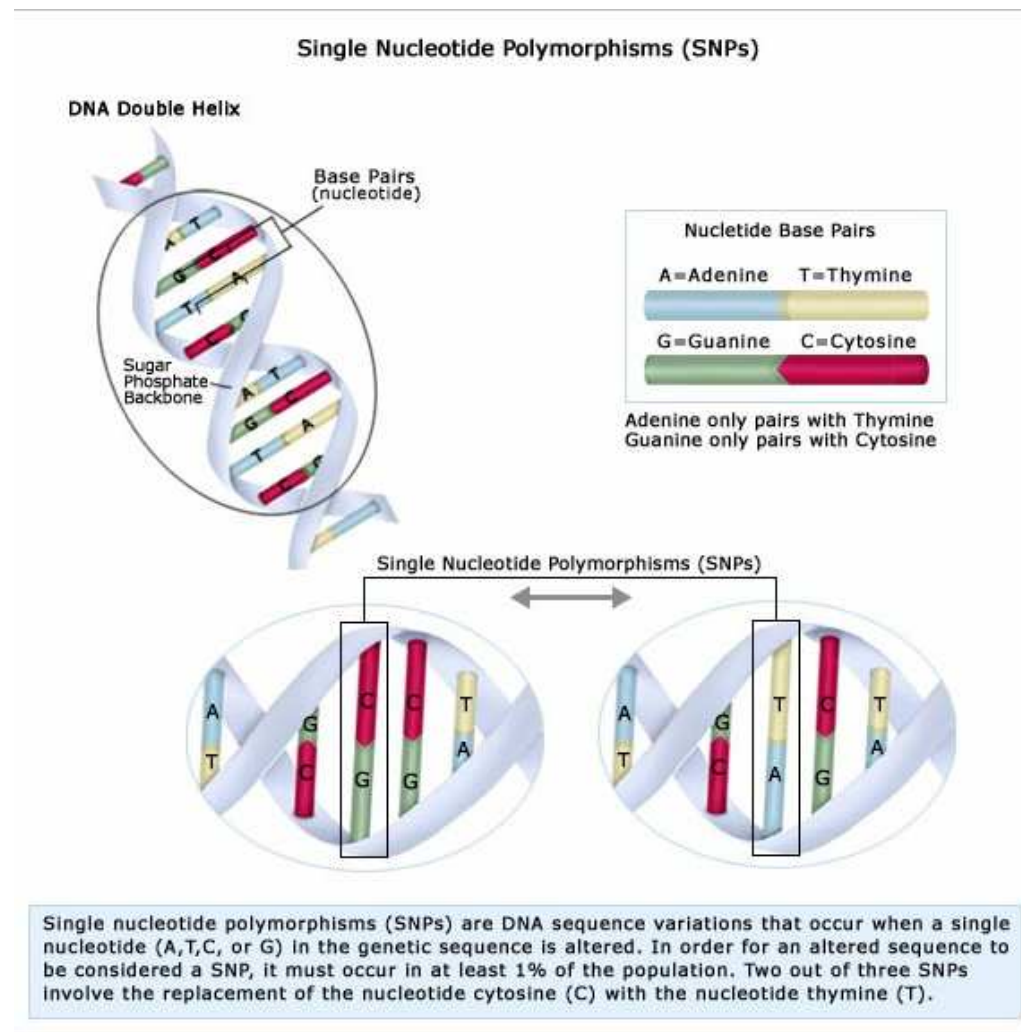 Single Nucleotide Polymorphisms (SNPs)
DNA Double Helix
Base Pairs
(nucleotide)
A T
G C
T A
C G
Sugar
Phosphate
Backbone
A T
G C
T A
C G
Nucletide Base Pairs
A=Adenine T=Thymine
G=Guanine C=Cytosine
Adenine only pairs with Thymine
Guanine only pairs with Cytosine
Single Nucleotide Polymorphisms (SNPs)
A G C C T
T C G G A
A G T C T
T C A G A
Single nucleotide polymorphisms (SNPs) are DNA sequence variations that occur when a single
nucleotide (A,T,C, or G) in the genetic sequence is altered. In order for an altered sequence to
be considered a SNP, it must occur in at least 1% of the population. Two out of three SNPs
involve the replacement of the nucleotide cytosine (C) with the nucleotide thymine (T).